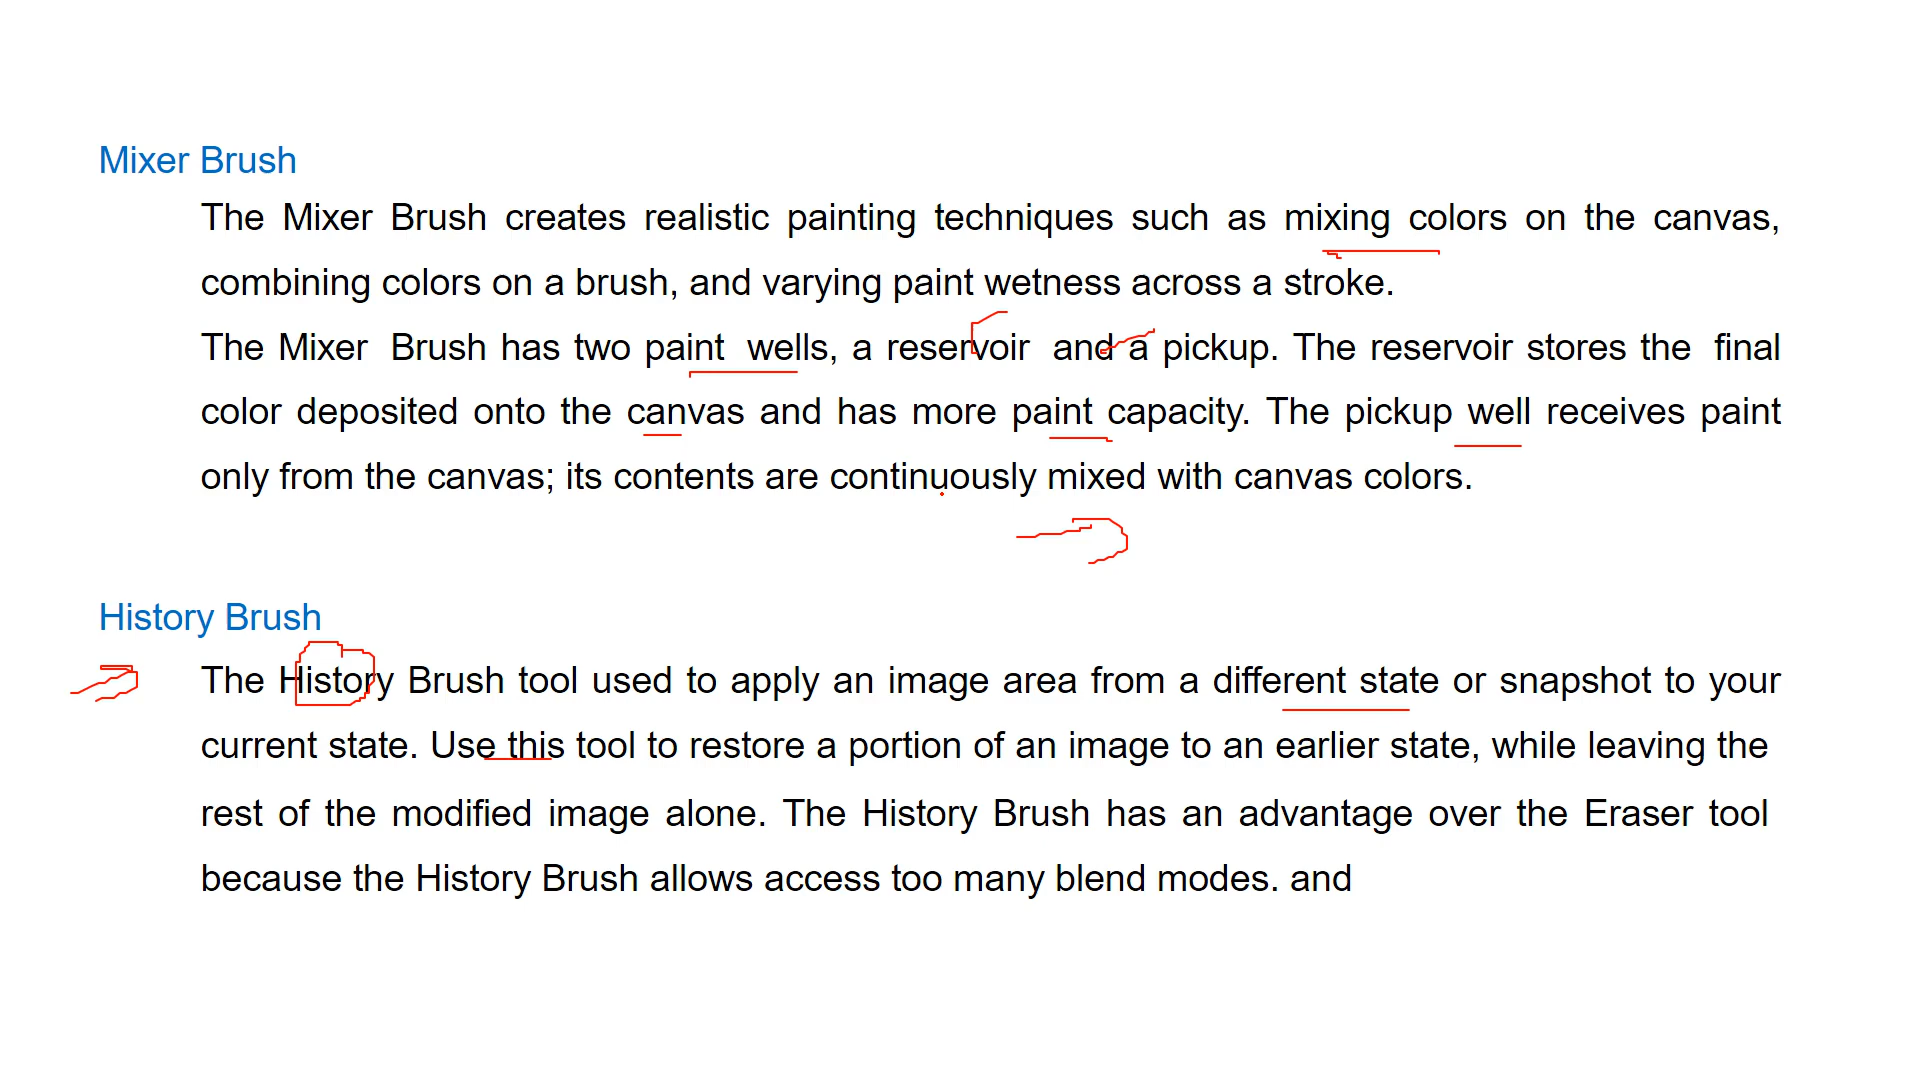 Mixer Brush
The Mixer Brush creates realistic painting techniques such as mixing colors on the canvas,
combining colors on a brush, and varying paint wetness across a stroke.
The Mixer Brush has two paint wells, a reservoir and a pickup. The reservoir stores the final
color deposited onto the canvas and has more paint capacity. The pickup well receives paint
only from the canvas; its contents are continuously mixed with canvas colors.
History Brush
The History Brush tool used to apply an image area from a different state or snapshot to your
current state. Use this tool to restore a portion of an image to an earlier state, while leaving the
rest of the modified image alone. The History Brush has an advantage over the Eraser tool
because the History Brush allows access too many blend modes. and